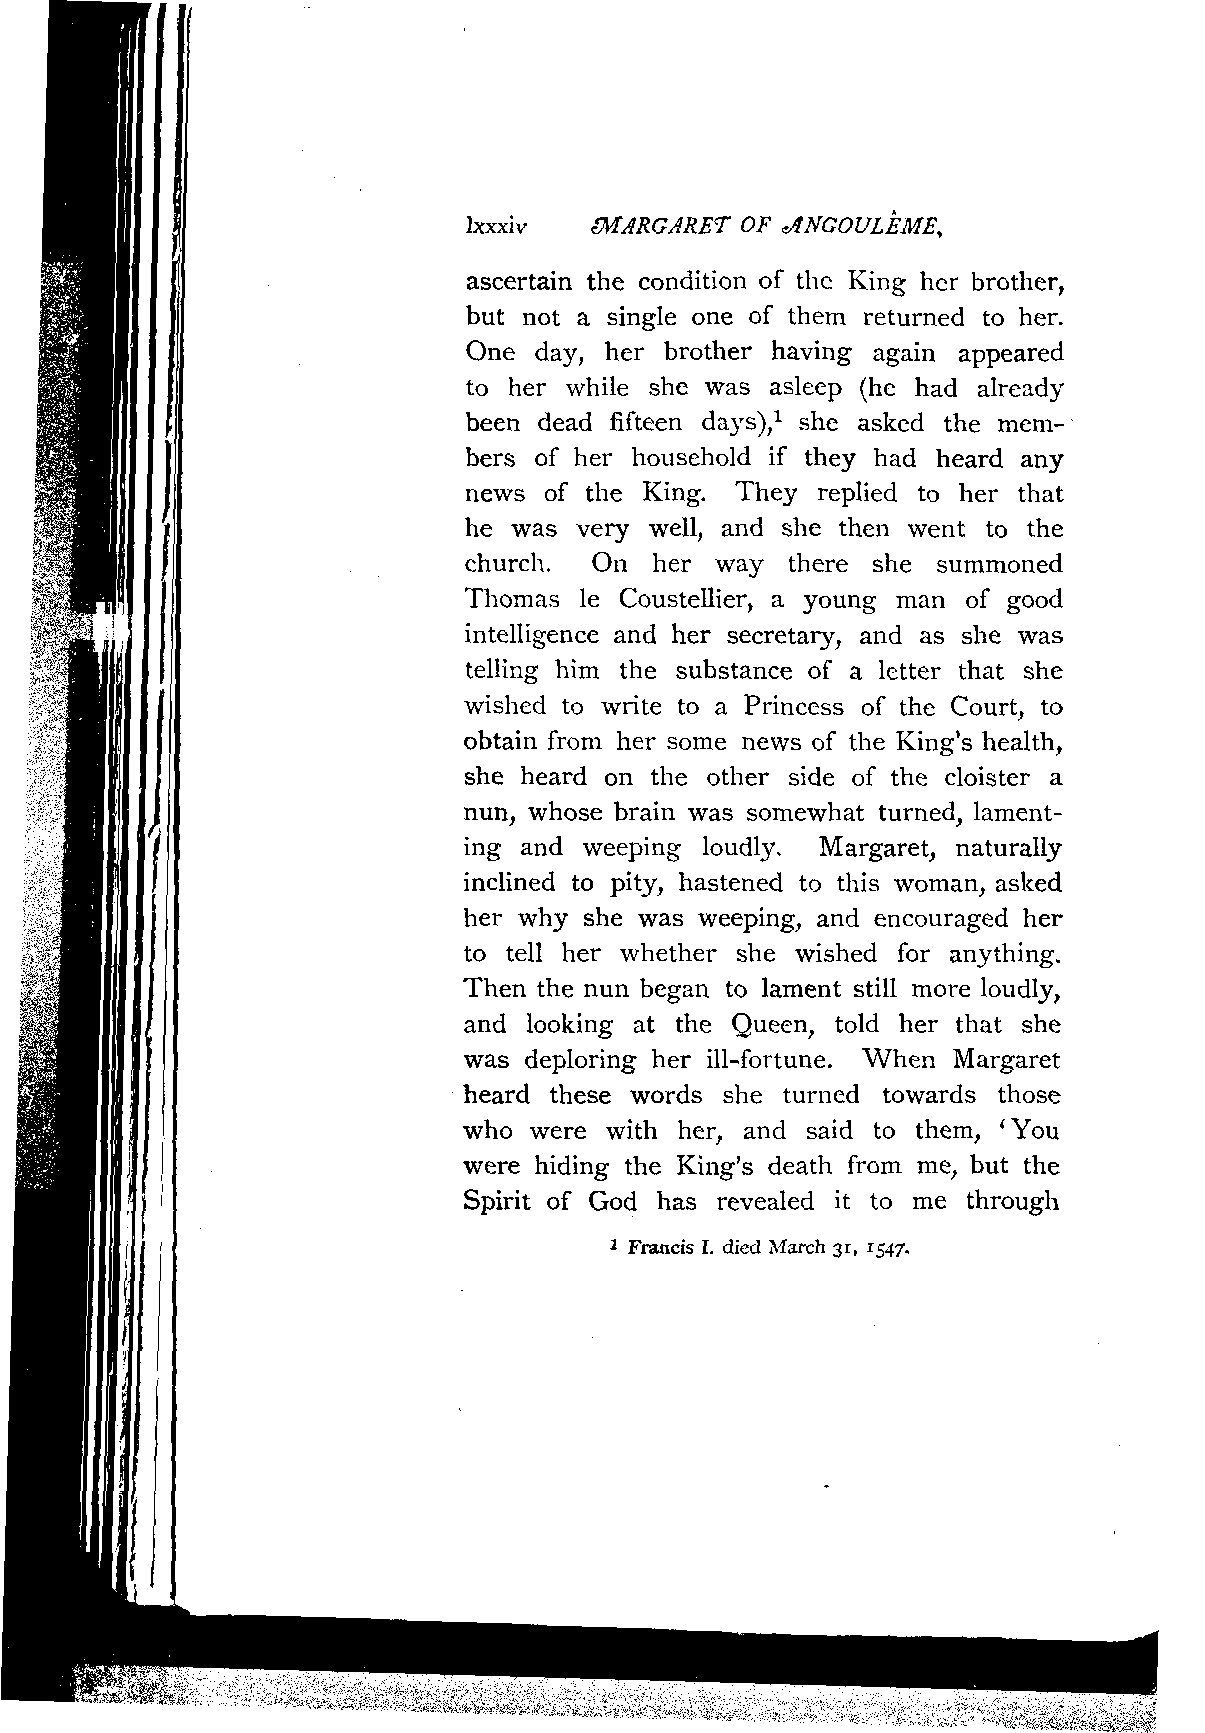 lxxxiv MARGARET OF ANGOULÊME,
ascertain the condition of the King her brother,
but not a single one of them returned to her.
One day, her brother having again appeared
to her while she was asleep (he had already
been dead fifteen days),¹ she asked the mem-
bers of her household if they had heard any
news of the King. They replied to her that
he was very well, and she then went to the
church. On her way there she summoned
Thomas le Coustellier, a young man of good
intelligence and her secretary, and as she was
telling him the substance of a letter that she
wished to write to a Princess of the Court, to
obtain from her some news of the King's health,
she heard on the other side of the cloister a
nun, whose brain was somewhat turned, lament-
ing and weeping loudly. Margaret, naturally
inclined to pity, hastened to this woman, asked
her why she was weeping, and encouraged her
to tell her whether she wished for anything.
Then the nun began to lament still more loudly,
and looking at the Queen, told her that she
was deploring her ill-fortune. When Margaret
heard these words she turned towards those
who were with her, and said to them, ‘You
were hiding the King's death from me, but the
Spirit of God has revealed it to me through
¹ Francis I. died March 31, 1547.